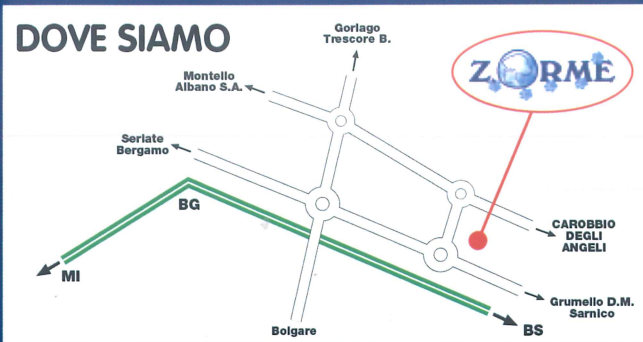 DOVE SIAMO
Gorlago
Trescore B.
ZORME
Montello
Albano S.A.
Seriate
Bergamo
BG
CAROBBIO
DEGLI
ANGELI
MI
Grumello D.M.
Sarnico
Bolgare
BS